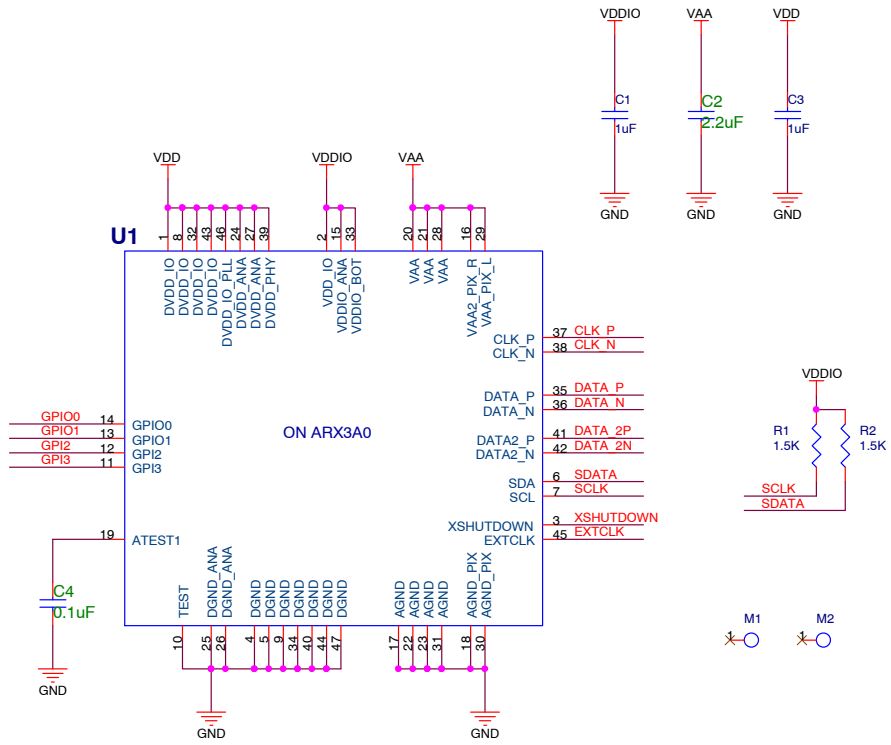 VDDIO VAA VDD
C1 C2 C3
1uF 2.2uF 1uF
GND GND GND
VDD VDDIO VAA
U1
1 8 32 43 46 24 27 39 2 15 33 20 21 28 16 29
DVDD_IO
DVDD_IO
DVDD_IO
DVDD_IO
DVDD_IO_PLL
DVDD_ANA
DVDD_ANA
DVDD_PHY
VDD_IO
VDDIO_ANA
VDDIO_BOT
VAA
VAA
VAA
VAA2_PIX_R
VAA_PIX_L
CLK_P 37 CLK_P
CLK_N 38 CLK_N
DATA_P 35 DATA_P
DATA_N 36 DATA_N
DATA2_P 41 DATA_2P
DATA2_N 42 DATA_2N
SDA 6 SDATA
SCL 7 SCLK
XSHUTDOWN 3 XSHUTDOWN
EXTCLK 45 EXTCLK
GPIO0 14 GPIO0
GPIO1 13 GPIO1
GPI2 12 GPI2
GPI3 11 GPI3
ON ARX3A0
19 ATEST1
C4
0.1uF
GND
TEST
DGND_ANA
DGND_ANA
DGND
DGND
DGND
DGND
DGND
DGND
DGND
AGND
AGND
AGND
AGND
AGND_PIX
AGND_PIX
10 25 26 4 5 9 34 40 44 47 17 22 23 31 18 30
GND GND
VDDIO
R1 R2
1.5K 1.5K
SCLK
SDATA
M1 M2
1 1